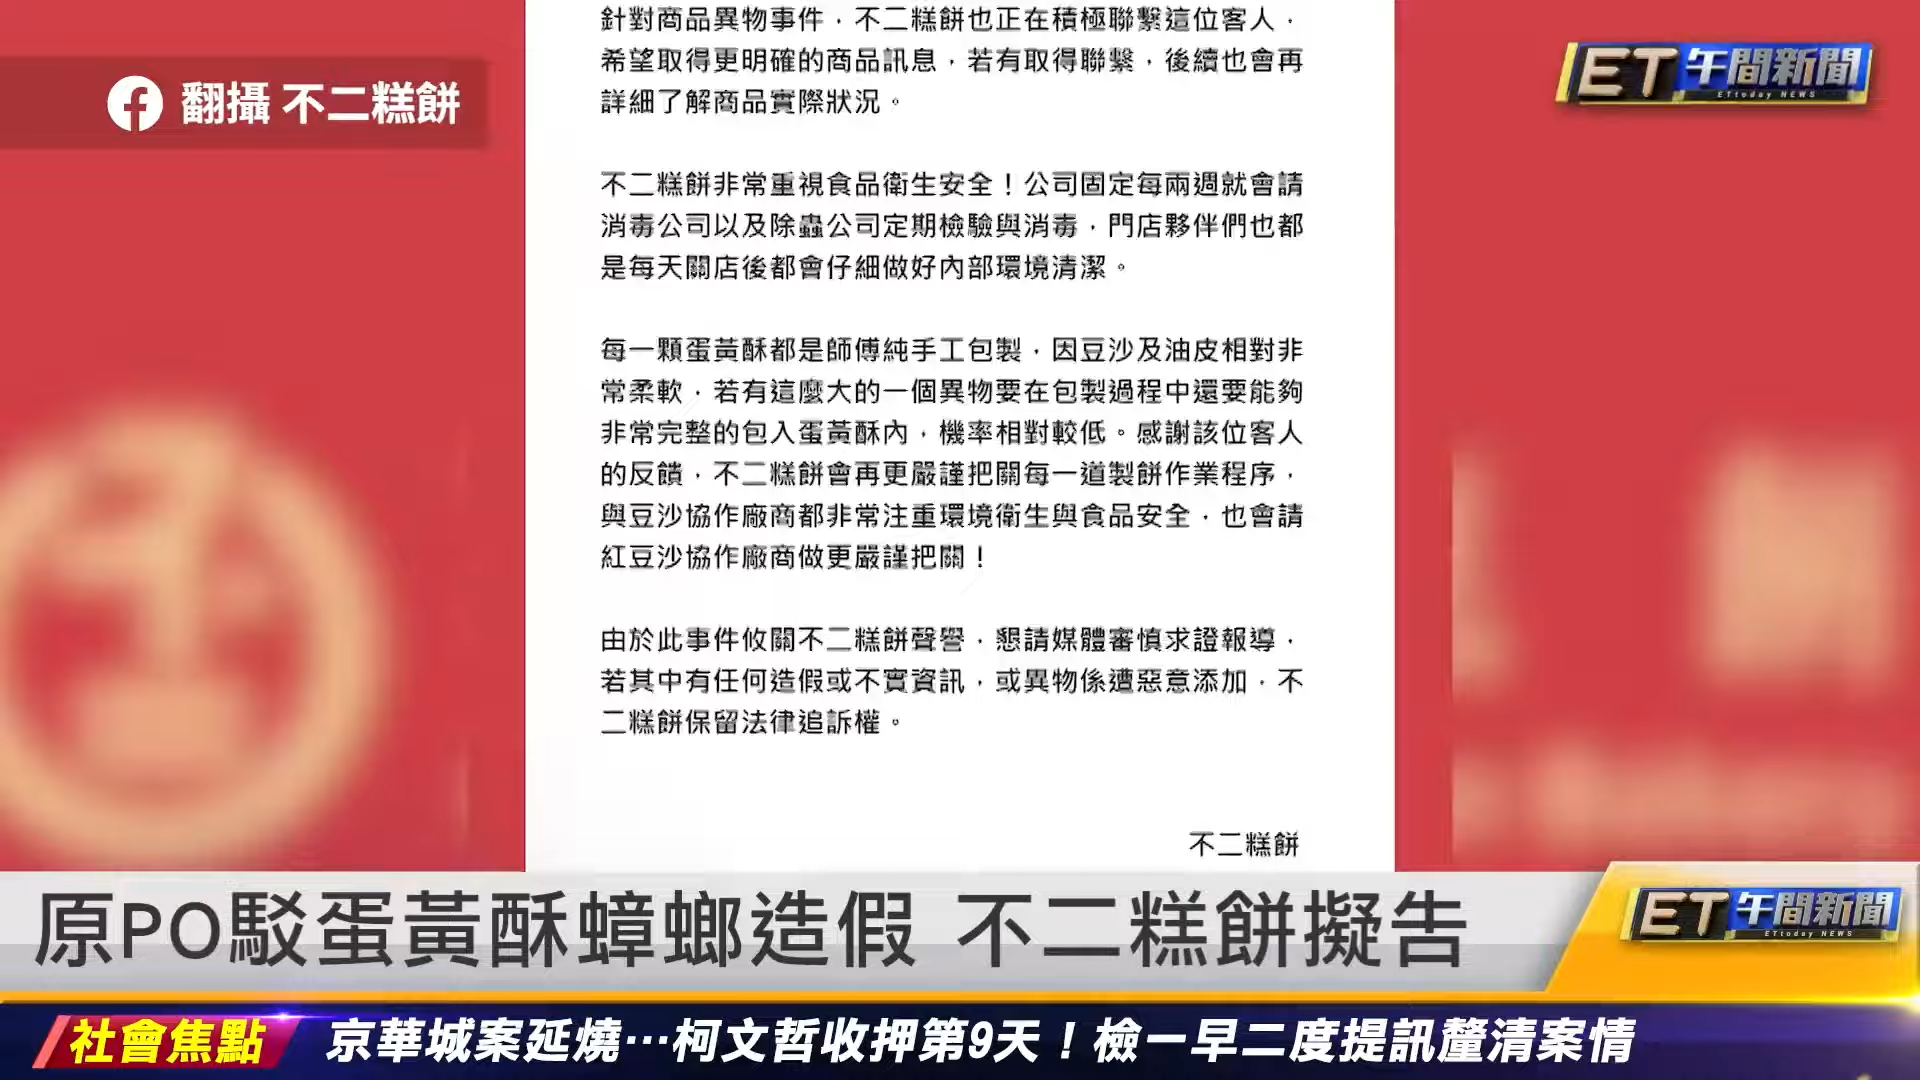 針對商品異物事件，不二糕餅也正在積極聯繫這位客人，
希望取得更明確的商品訊息，若有取得聯繫，後續也會再
詳細了解商品實際狀況。
翻攝 不二糕餅
ET午間新聞
ETtoday NEWS
不二糕餅非常重視食品衛生安全！公司固定每兩週就會請
消毒公司以及除蟲公司定期檢驗與消毒，門店夥伴們也都
是每天關店後都會仔細做好內部環境清潔。
每一顆蛋黃酥都是師傅純手工包製，因豆沙及油皮相對非
常柔軟，若有這麼大的一個異物要在包製過程中還要能夠
非常完整的包入蛋黃酥內，機率相對較低。感謝該位客人
的反饋，不二糕餅會再更嚴謹把關每一道製餅作業程序，
與豆沙協作廠商都非常注重環境衛生與食品安全，也會請
紅豆沙協作廠商做更嚴謹把關！
由於此事件攸關不二糕餅聲譽，懇請媒體審慎求證報導，
若其中有任何造假或不實資訊，或異物係遭惡意添加，不
二糕餅保留法律追訴權。
不二糕餅
原PO駁蛋黃酥蟑螂造假 不二糕餅擬告
ET午間新聞
ETtoday NEWS
社會焦點
京華城案延燒…柯文哲收押第9天！檢一早二度提訊釐清案情